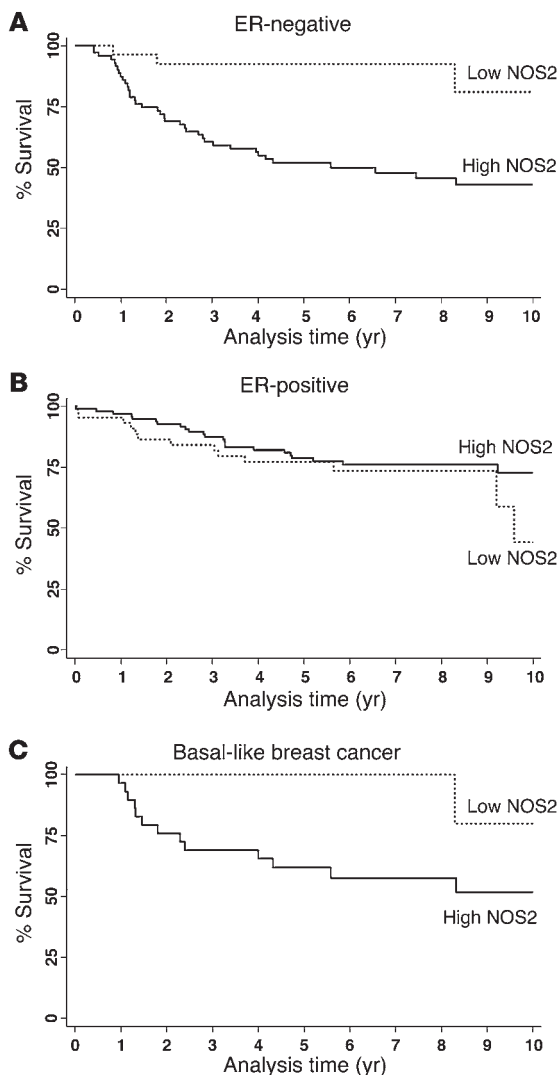 A
ER-negative
% Survival
100
75
50
25
0
Low NOS2
High NOS2
0 1 2 3 4 5 6 7 8 9 10
Analysis time (yr)
B
ER-positive
% Survival
100
75
50
25
0
High NOS2
Low NOS2
0 1 2 3 4 5 6 7 8 9 10
Analysis time (yr)
C
Basal-like breast cancer
% Survival
100
75
50
25
0
Low NOS2
High NOS2
0 1 2 3 4 5 6 7 8 9 10
Analysis time (yr)